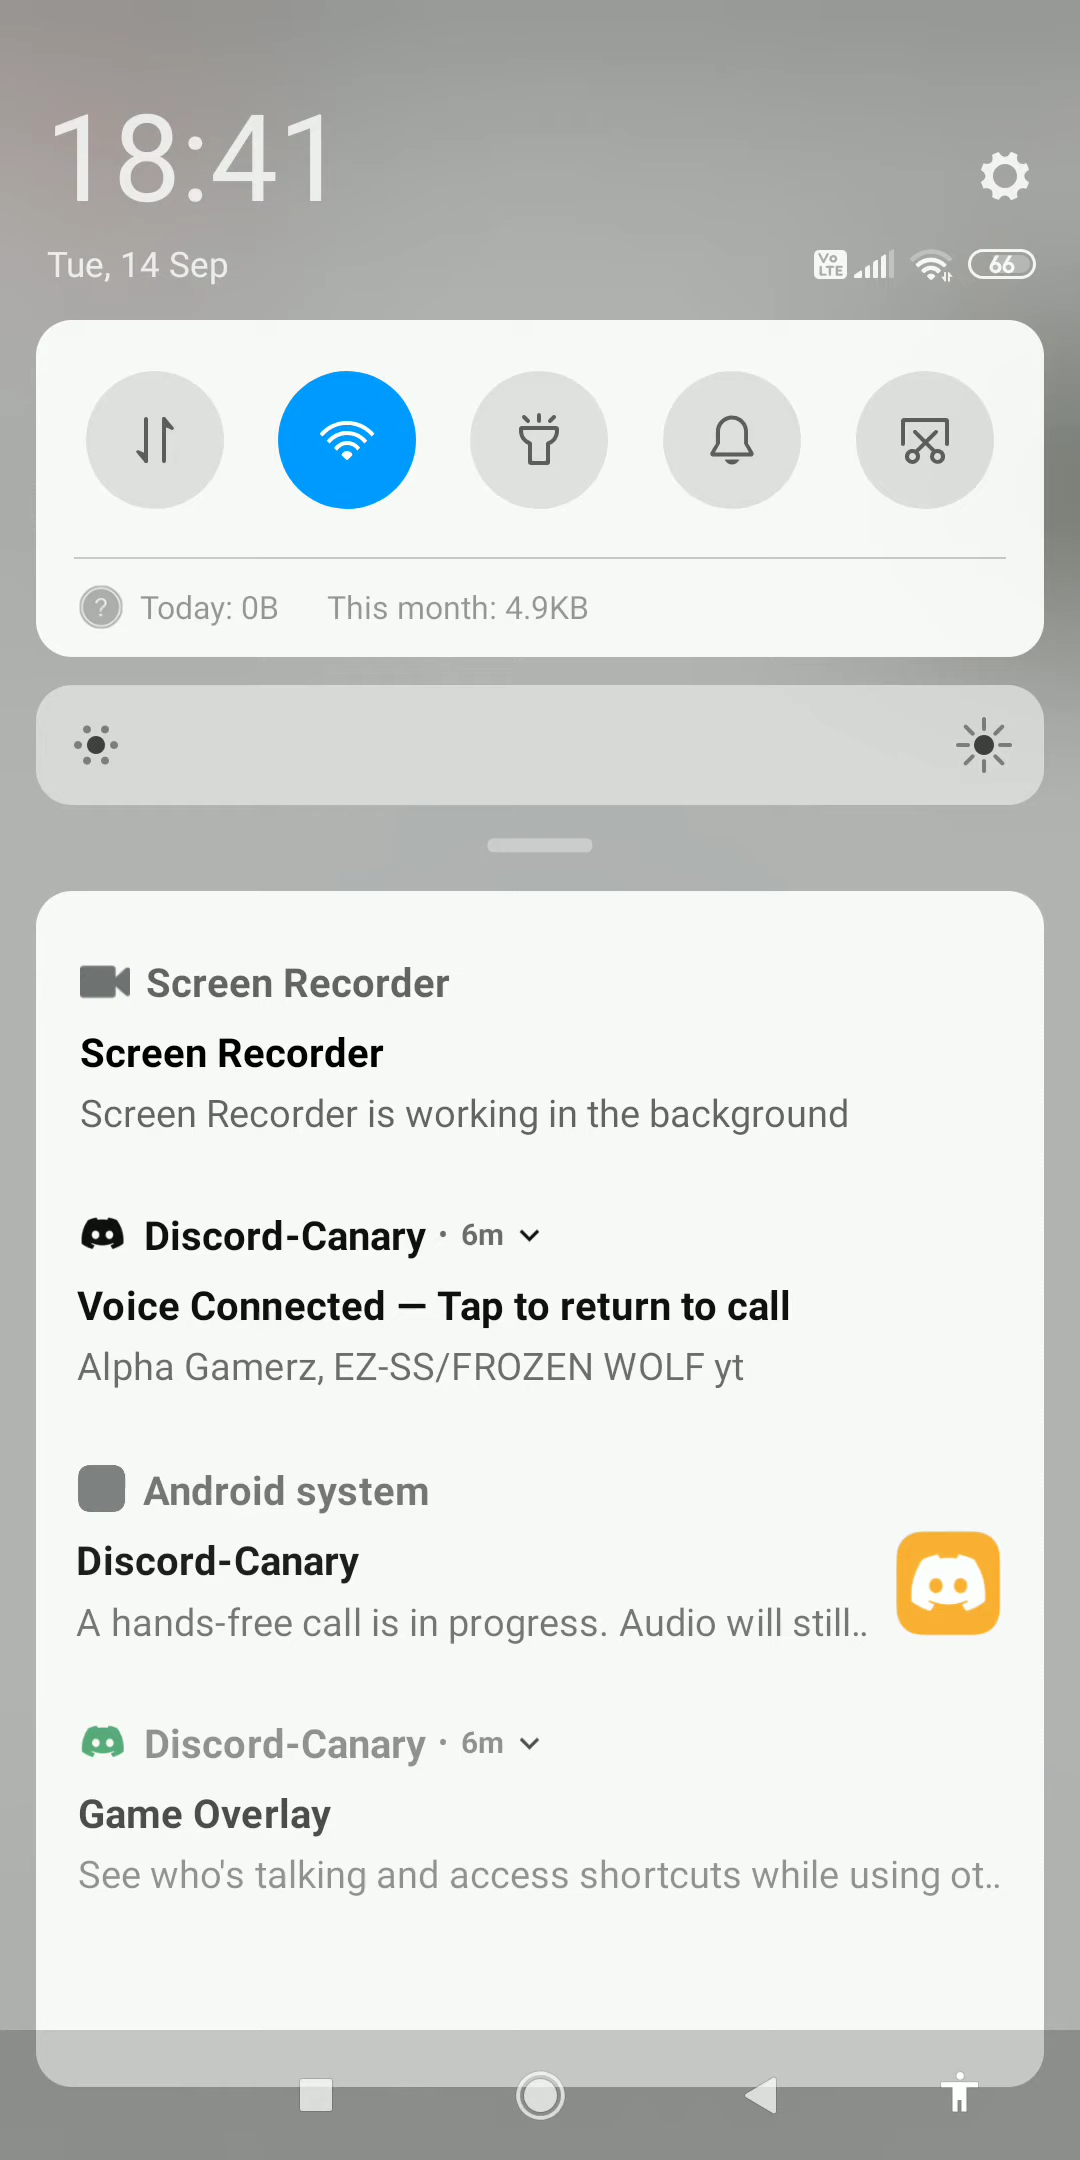 18:41
Tue, 14 Sep
Vo LTE 66
? Today: 0B This month: 4.9KB
Screen Recorder
Screen Recorder
Screen Recorder is working in the background
Discord-Canary · 6m
Voice Connected — Tap to return to call
Alpha Gamerz, EZ-SS/FROZEN WOLF yt
Android system
Discord-Canary
A hands-free call is in progress. Audio will still..
Discord-Canary · 6m
Game Overlay
See who's talking and access shortcuts while using ot..